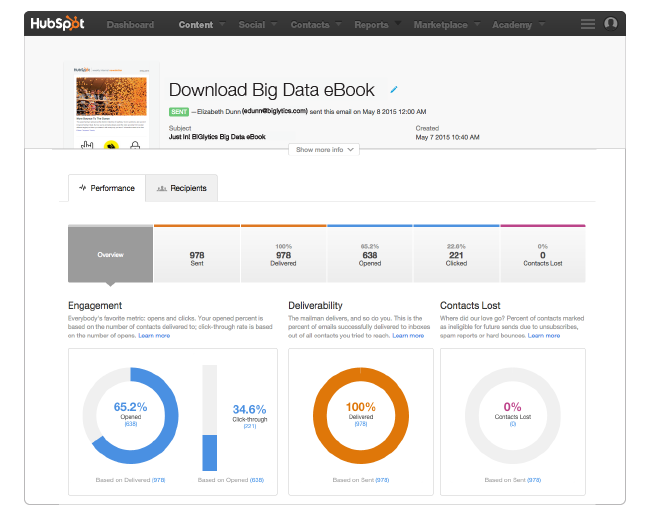 HubSpot
Dashboard Content Social Contacts Reports Marketplace Academy
Download Big Data eBook
SENT – Elizabeth Dunn (edunn@biglytics.com) sent this email on May 8 2015 12:00 AM
Subject Created
Just In! BIGlytics Big Data eBook May 7 2015 10:40 AM
Show more info
Performance Recipients
Overview
978
Sent
100%
978
Delivered
65.2%
638
Opened
22.6%
221
Clicked
0%
0
Contacts Lost
Engagement
Everybody's favorite metric: opens and clicks. Your opened percent is
based on the number of contacts delivered to; click-through rate is based
on the number of opens. Learn more
Deliverability
The mailman delivers, and so do you. This is the
percent of emails successfully delivered to inboxes
out of all contacts you tried to reach. Learn more
Contacts Lost
Where did our love go? Percent of contacts marked
as ineligible for future sends due to unsubscribes,
spam reports or hard bounces. Learn more
65.2%
Opened
(638)
34.6%
Click-through
(221)
Based on Delivered (978) Based on Opened (638)
100%
Delivered
(978)
Based on Sent (978)
0%
Contacts Lost
(0)
Based on Sent (978)